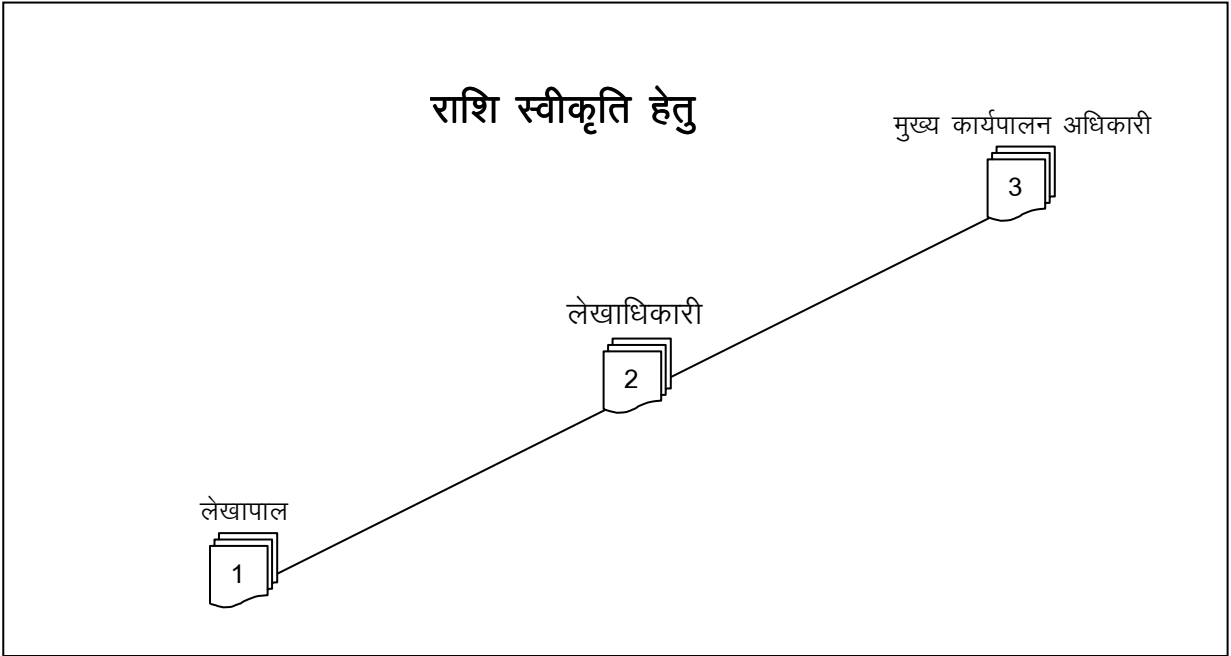 राशि स्वीकृति हेतु
मुख्य कार्यपालन अधिकारी
3
लेखाधिकारी
2
लेखापाल
1